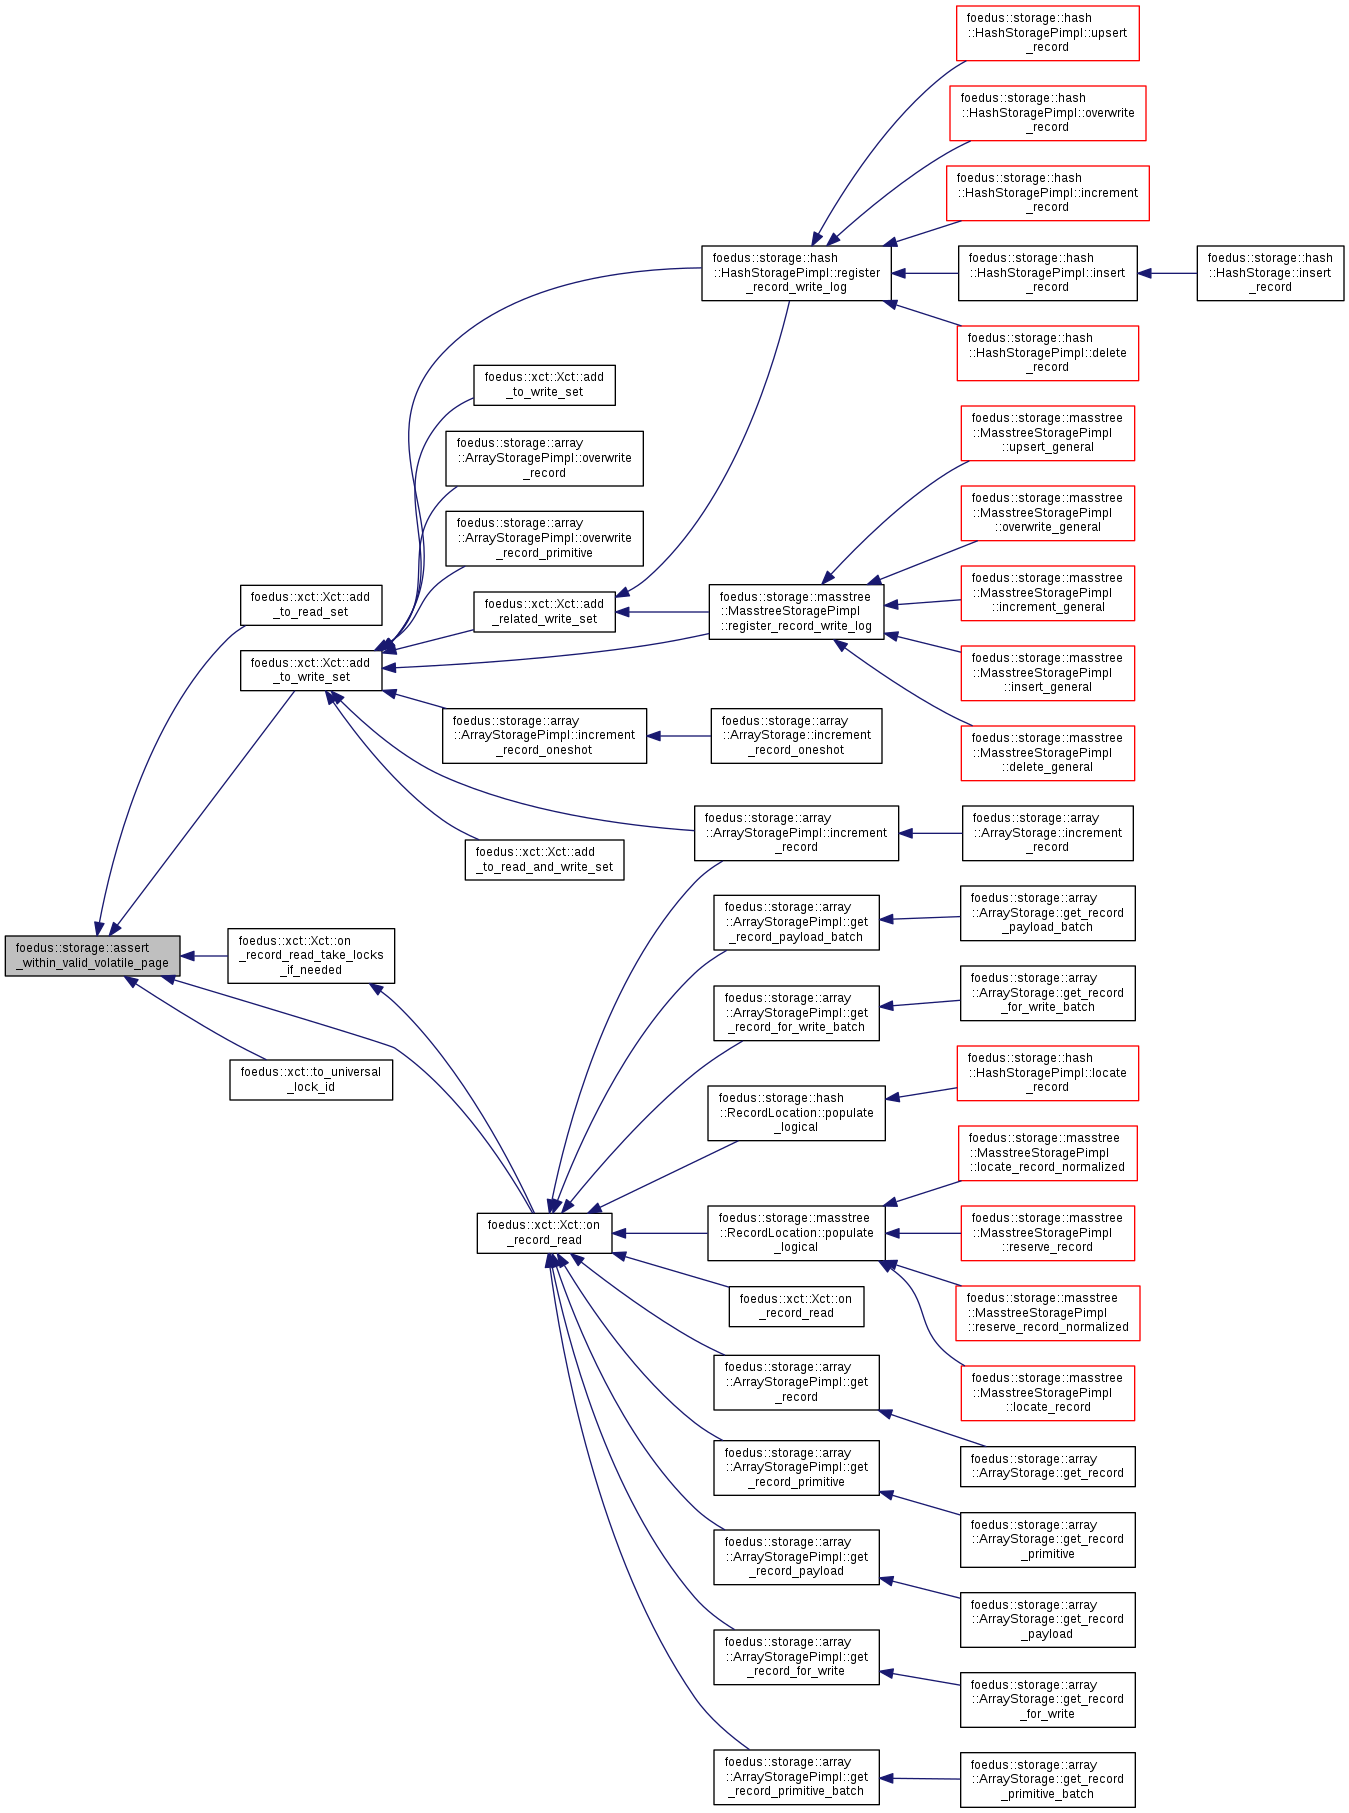 foedus::storage::hash
::HashStoragePimpl::upsert
_record
foedus::storage::hash
::HashStoragePimpl::overwrite
_record
foedus::storage::hash
::HashStoragePimpl::increment
_record
foedus::storage::hash
::HashStoragePimpl::register
_record_write_log
foedus::storage::hash
::HashStoragePimpl::insert
_record
foedus::storage::hash
::HashStorage::insert
_record
foedus::storage::hash
::HashStoragePimpl::delete
_record
foedus::xct::Xct::add
_to_write_set
foedus::storage::array
::ArrayStoragePimpl::overwrite
_record
foedus::storage::array
::ArrayStoragePimpl::overwrite
_record_primitive
foedus::storage::masstree
::MasstreeStoragePimpl
::upsert_general
foedus::storage::masstree
::MasstreeStoragePimpl
::overwrite_general
foedus::xct::Xct::add
_to_read_set
foedus::xct::Xct::add
_related_write_set
foedus::storage::masstree
::MasstreeStoragePimpl
::register_record_write_log
foedus::storage::masstree
::MasstreeStoragePimpl
::increment_general
foedus::xct::Xct::add
_to_write_set
foedus::storage::masstree
::MasstreeStoragePimpl
::insert_general
foedus::storage::array
::ArrayStoragePimpl::increment
_record_oneshot
foedus::storage::array
::ArrayStorage::increment
_record_oneshot
foedus::storage::masstree
::MasstreeStoragePimpl
::delete_general
foedus::storage::array
::ArrayStoragePimpl::increment
_record
foedus::storage::array
::ArrayStorage::increment
_record
foedus::xct::Xct::add
_to_read_and_write_set
foedus::storage::array
::ArrayStoragePimpl::get
_record_payload_batch
foedus::storage::array
::ArrayStorage::get_record
_payload_batch
foedus::storage::assert
_within_valid_volatile_page
foedus::xct::Xct::on
_record_read_take_locks
_if_needed
foedus::storage::array
::ArrayStoragePimpl::get
_record_for_write_batch
foedus::storage::array
::ArrayStorage::get_record
_for_write_batch
foedus::xct::to_universal
_lock_id
foedus::storage::hash
::RecordLocation::populate
_logical
foedus::storage::hash
::HashStoragePimpl::locate
_record
foedus::storage::masstree
::MasstreeStoragePimpl
::locate_record_normalized
foedus::xct::Xct::on
_record_read
foedus::storage::masstree
::RecordLocation::populate
_logical
foedus::storage::masstree
::MasstreeStoragePimpl
::reserve_record
foedus::xct::Xct::on
_record_read
foedus::storage::masstree
::MasstreeStoragePimpl
::reserve_record_normalized
foedus::storage::array
::ArrayStoragePimpl::get
_record
foedus::storage::masstree
::MasstreeStoragePimpl
::locate_record
foedus::storage::array
::ArrayStorage::get_record
foedus::storage::array
::ArrayStoragePimpl::get
_record_primitive
foedus::storage::array
::ArrayStorage::get_record
_primitive
foedus::storage::array
::ArrayStoragePimpl::get
_record_payload
foedus::storage::array
::ArrayStorage::get_record
_payload
foedus::storage::array
::ArrayStoragePimpl::get
_record_for_write
foedus::storage::array
::ArrayStorage::get_record
_for_write
foedus::storage::array
::ArrayStoragePimpl::get
_record_primitive_batch
foedus::storage::array
::ArrayStorage::get_record
_primitive_batch